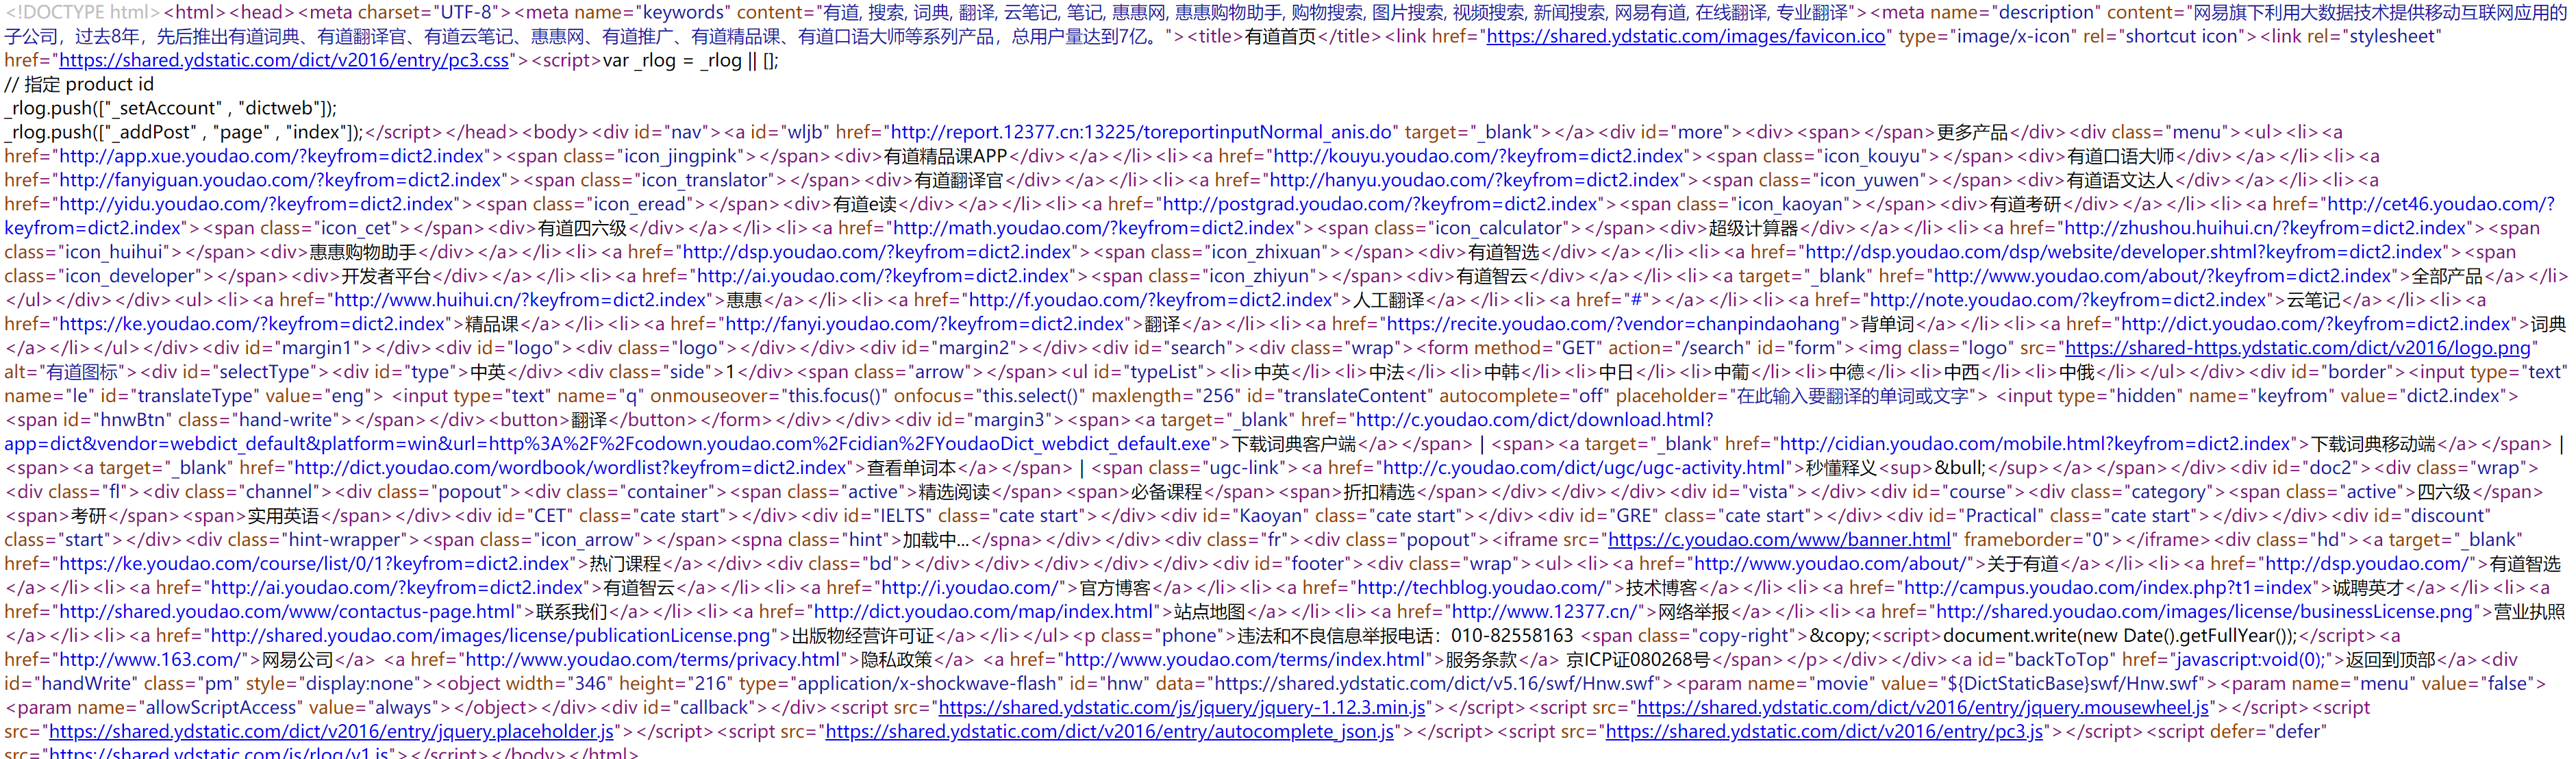 <!DOCTYPE html><html><head><meta charset="UTF-8"><meta name="keywords" content="有道, 搜索, 词典, 翻译, 云笔记, 笔记, 惠惠网, 惠惠购物助手, 购物搜索, 图片搜索, 视频搜索, 新闻搜索, 网易有道, 在线翻译, 专业翻译"><meta name="description" content="网易旗下利用大数据技术提供移动互联网应用的
子公司，过去8年，先后推出有道词典、有道翻译官、有道云笔记、惠惠网、有道推广、有道精品课、有道口语大师等系列产品，总用户量达到7亿。"><title>有道首页</title><link href="https://shared.ydstatic.com/images/favicon.ico" type="image/x-icon" rel="shortcut icon"><link rel="stylesheet"
href="https://shared.ydstatic.com/dict/v2016/entry/pc3.css"><script>var _rlog = _rlog || [];
// 指定 product id
_rlog.push(["_setAccount" , "dictweb"]);
_rlog.push(["_addPost" , "page" , "index"]);</script></head><body><div id="nav"><a id="wljb" href="http://report.12377.cn:13225/toreportinputNormal_anis.do" target="_blank"></a><div id="more"><div><span></span>更多产品</div><div class="menu"><ul><li><a
href="http://app.xue.youdao.com/?keyfrom=dict2.index"><span class="icon_jingpink"></span><div>有道精品课APP</div></a></li><li><a href="http://kouyu.youdao.com/?keyfrom=dict2.index"><span class="icon_kouyu"></span><div>有道口语大师</div></a></li><li><a
href="http://fanyiguan.youdao.com/?keyfrom=dict2.index"><span class="icon_translator"></span><div>有道翻译官</div></a></li><li><a href="http://hanyu.youdao.com/?keyfrom=dict2.index"><span class="icon_yuwen"></span><div>有道语文达人</div></a></li><li><a
href="http://yidu.youdao.com/?keyfrom=dict2.index"><span class="icon_eread"></span><div>有道e读</div></a></li><li><a href="http://postgrad.youdao.com/?keyfrom=dict2.index"><span class="icon_kaoyan"></span><div>有道考研</div></a></li><li><a href="http://cet46.youdao.com/?
keyfrom=dict2.index"><span class="icon_cet"></span><div>有道四六级</div></a></li><li><a href="http://math.youdao.com/?keyfrom=dict2.index"><span class="icon_calculator"></span><div>超级计算器</div></a></li><li><a href="http://zhushou.huihui.cn/?keyfrom=dict2.index"><span
class="icon_huihui"></span><div>惠惠购物助手</div></a></li><li><a href="http://dsp.youdao.com/?keyfrom=dict2.index"><span class="icon_zhixuan"></span><div>有道智选</div></a></li><li><a href="http://dsp.youdao.com/dsp/website/developer.shtml?keyfrom=dict2.index"><span
class="icon_developer"></span><div>开发者平台</div></a></li><li><a href="http://ai.youdao.com/?keyfrom=dict2.index"><span class="icon_zhiyun"></span><div>有道智云</div></a></li><li><a target="_blank" href="http://www.youdao.com/about/?keyfrom=dict2.index">全部产品</a></li>
</ul></div></div><ul><li><a href="http://www.huihui.cn/?keyfrom=dict2.index">惠惠</a></li><li><a href="http://f.youdao.com/?keyfrom=dict2.index">人工翻译</a></li><li><a href="#"></a></li><li><a href="http://note.youdao.com/?keyfrom=dict2.index">云笔记</a></li><li><a
href="https://ke.youdao.com/?keyfrom=dict2.index">精品课</a></li><li><a href="http://fanyi.youdao.com/?keyfrom=dict2.index">翻译</a></li><li><a href="https://recite.youdao.com/?vendor=chanpindaohang">背单词</a></li><li><a href="http://dict.youdao.com/?keyfrom=dict2.index">词典
</a></li></ul></div><div id="margin1"></div><div id="logo"><div class="logo"></div></div><div id="margin2"></div><div id="search"><div class="wrap"><form method="GET" action="/search" id="form"><img class="logo" src="https://shared-https.ydstatic.com/dict/v2016/logo.png"
alt="有道图标"><div id="selectType"><div id="type">中英</div><div class="side">1</div><span class="arrow"></span><ul id="typeList"><li>中英</li><li>中法</li><li>中韩</li><li>中日</li><li>中葡</li><li>中德</li><li>中西</li><li>中俄</li></ul></div><div id="border"><input type="text"
name="le" id="translateType" value="eng"> <input type="text" name="q" onmouseover="this.focus()" onfocus="this.select()" maxlength="256" id="translateContent" autocomplete="off" placeholder="在此输入要翻译的单词或文字"> <input type="hidden" name="keyfrom" value="dict2.index">
<span id="hnwBtn" class="hand-write"></span></div><button>翻译</button></form></div></div><div id="margin3"><span><a target="_blank" href="http://c.youdao.com/dict/download.html?
app=dict&vendor=webdict_default&platform=win&url=http%3A%2F%2Fcodown.youdao.com%2Fcidian%2FYoudaoDict_webdict_default.exe">下载词典客户端</a></span> | <span><a target="_blank" href="http://cidian.youdao.com/mobile.html?keyfrom=dict2.index">下载词典移动端</a></span> |
<span><a target="_blank" href="http://dict.youdao.com/wordbook/wordlist?keyfrom=dict2.index">查看单词本</a></span> | <span class="ugc-link"><a href="http://c.youdao.com/dict/ugc/ugc-activity.html">秒懂释义<sup>&bull;</sup></a></span></div><div id="doc2"><div class="wrap">
<div class="fl"><div class="channel"><div class="popout"><div class="container"><span class="active">精选阅读</span><span>必备课程</span><span>折扣精选</span></div></div></div><div id="vista"></div><div id="course"><div class="category"><span class="active">四六级</span>
<span>考研</span><span>实用英语</span></div><div id="CET" class="cate start"></div><div id="IELTS" class="cate start"></div><div id="Kaoyan" class="cate start"></div><div id="GRE" class="cate start"></div><div id="Practical" class="cate start"></div></div><div id="discount"
class="start"></div><div class="hint-wrapper"><span class="icon_arrow"></span><spna class="hint">加载中...</spna></div></div><div class="fr"><div class="popout"><iframe src="https://c.youdao.com/www/banner.html" frameborder="0"></iframe><div class="hd"><a target="_blank"
href="https://ke.youdao.com/course/list/0/1?keyfrom=dict2.index">热门课程</a></div><div class="bd"></div></div></div></div></div><div id="footer"><div class="wrap"><ul><li><a href="http://www.youdao.com/about/">关于有道</a></li><li><a href="http://dsp.youdao.com/">有道智选
</a></li><li><a href="http://ai.youdao.com/?keyfrom=dict2.index">有道智云</a></li><li><a href="http://i.youdao.com/">官方博客</a></li><li><a href="http://techblog.youdao.com/">技术博客</a></li><li><a href="http://campus.youdao.com/index.php?t1=index">诚聘英才</a></li><li><a
href="http://shared.youdao.com/www/contactus-page.html">联系我们</a></li><li><a href="http://dict.youdao.com/map/index.html">站点地图</a></li><li><a href="http://www.12377.cn/">网络举报</a></li><li><a href="http://shared.youdao.com/images/license/businessLicense.png">营业执照
</a></li><li><a href="http://shared.youdao.com/images/license/publicationLicense.png">出版物经营许可证</a></li></ul><p class="phone">违法和不良信息举报电话：010-82558163 <span class="copy-right">&copy;<script>document.write(new Date().getFullYear());</script><a
href="http://www.163.com/">网易公司</a> <a href="http://www.youdao.com/terms/privacy.html">隐私政策</a> <a href="http://www.youdao.com/terms/index.html">服务条款</a> 京ICP证080268号</span></p></div></div><a id="backToTop" href="javascript:void(0);">返回到顶部</a><div
id="handWrite" class="pm" style="display:none"><object width="346" height="216" type="application/x-shockwave-flash" id="hnw" data="https://shared.ydstatic.com/dict/v5.16/swf/Hnw.swf"><param name="movie" value="${DictStaticBase}swf/Hnw.swf"><param name="menu" value="false">
<param name="allowScriptAccess" value="always"></object></div><div id="callback"></div><script src="https://shared.ydstatic.com/js/jquery/jquery-1.12.3.min.js"></script><script src="https://shared.ydstatic.com/dict/v2016/entry/jquery.mousewheel.js"></script><script
src="https://shared.ydstatic.com/dict/v2016/entry/jquery.placeholder.js"></script><script src="https://shared.ydstatic.com/dict/v2016/entry/autocomplete_json.js"></script><script src="https://shared.ydstatic.com/dict/v2016/entry/pc3.js"></script><script defer="defer"
src="https://shared.ydstatic.com/js/rlog/v1.js"></script></body></html>